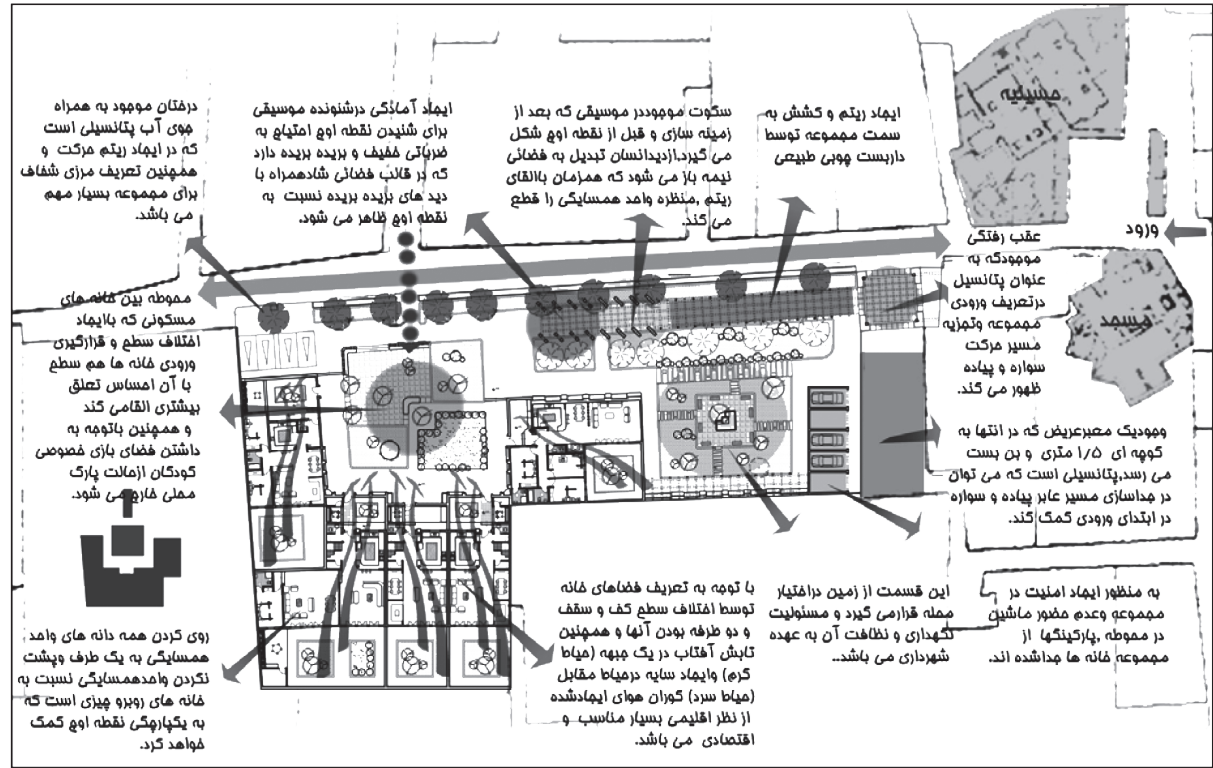 حسینیه
ورود
مسجد
ایجاد ریتم و کشش به
سمت مجموعه توسط
داربست چوبی طبیعی
سکوت موجوددر موسیقی که بعد از
زمینه سازی و قبل از نقطه اوج شکل
می گیرد,ازدیدانسان تبدیل به فضائی
نیمه باز می شود که همزمان باالقای
ریتم ,منظره واحد همسایگی را قطع
می کند.
ایجاد آمادگی درشنونده موسیقی
برای شنیدن نقطه اوج احتیاج به
ضرباتی خفیف و بریده بریده دارد
که در قالب فضائی شادهمراه با
دید های بریده بریده نسبت به
نقطه اوج ظاهر می شود.
درختان موجود به همراه
جوی آب پتانسیلی است
که در ایجاد ریتم حرکت و
همچنین تعریف مرزی شفاف
برای مجموعه بسیار مهم
می باشد.
عقب رفتگی
موجودکه به
عنوان پتانسیل
درتعریف ورودی
مجموعه وتجزیه
مسیر حرکت
سواره و پیاده
ظهور می کند.
محوطه بین خانه های
مسکونی که باایجاد
اختلاف سطح و قرارگیری
ورودی خانه ها هم سطح
با آن احساس تعلق
بیشتری القامی کند
و همچنین باتوجه به
داشتن فضای بازی خصوصی
کودکان ازحالت پارک
محلی خارج می شود.
وجودیک معبرعریض که در انتها به
کوچه ای ۱/۵ متری و بن بست
می رسد,پتانسیلی است که می توان
در جداسازی مسیر عابر پیاده و سواره
در ابتدای ورودی کمک کند.
به منظور ایجاد امنیت در
مجموعه وعدم حضور ماشین
در محوطه ,پارکینگها از
مجموعه خانه ها جداشده اند.
این قسمت از زمین دراختیار
محله قرارمی گیرد و مسئولیت
نگهداری و نظافت آن به عهده
شهرداری می باشد..
با توجه به تعریف فضاهای خانه
توسط اختلاف سطح کف و سقف
و دو طرفه بودن آنها و همچنین
تابش آفتاب در یک جبهه (حیاط
گرم) وایجاد سایه درحیاط مقابل
(حیاط سرد) کوران هوای ایجادشده
از نظر اقلیمی بسیار مناسب و
اقتصادی می باشد.
روی کردن همه دانه های واحد
همسایگی به یک طرف وپشت
نکردن واحدهمسایگی نسبت به
خانه های روبرو چیزی است که
به یکپارچگی نقطه اوج کمک
خواهد کرد.